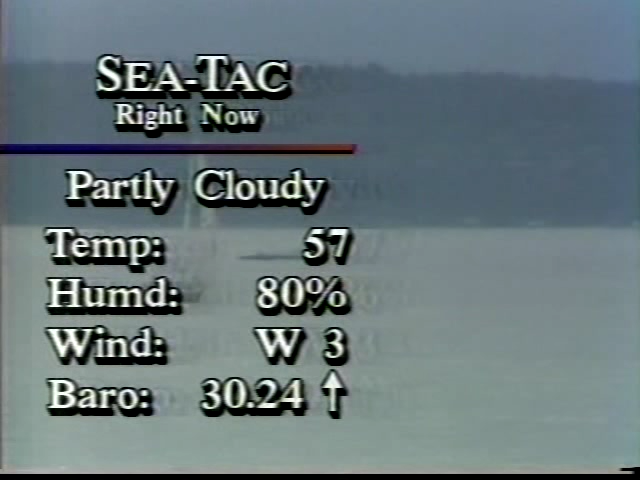 SEA-TAC
Right Now
Partly Cloudy
Temp: 57
Humd: 80%
Wind: W 3
Baro: 30.24 ↑